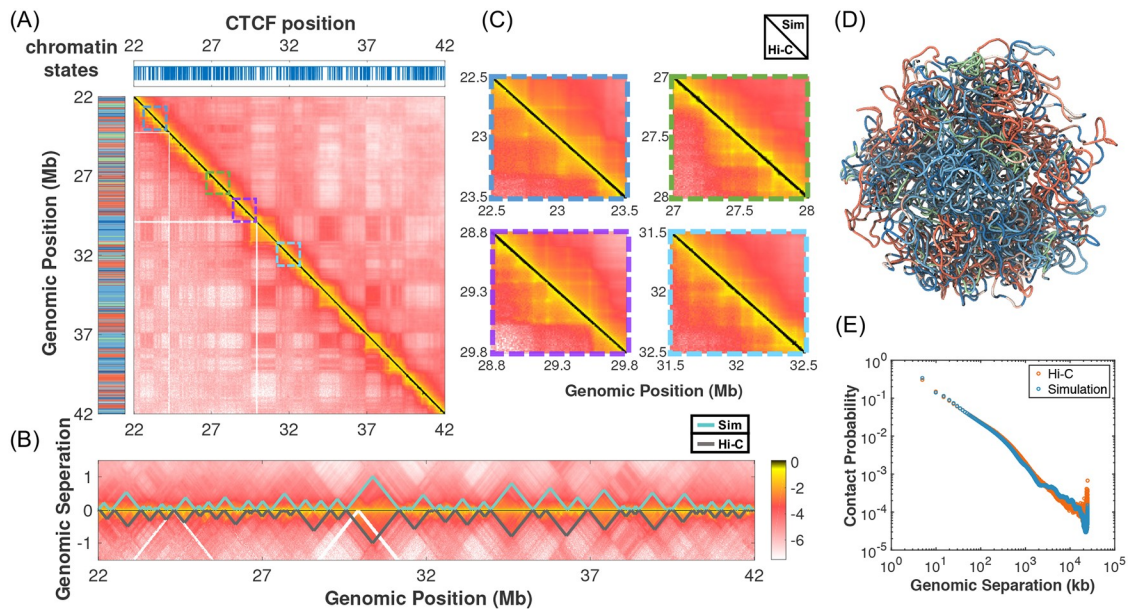 (A)
CTCF position
chromatin
states
22 27 32 37 42
22
27
32
37
42
Genomic Position (Mb)
22 27 32 37 42
(B)
Sim
Hi-C
Genomic Seperation
1
0
-1
0
-2
-4
-6
22 27 32 37 42
Genomic Position (Mb)
(C)
Sim
Hi-C
22.5
23
23.5
22.5 23 23.5
27
27.5
28
27 27.5 28
28.8
29.3
29.8
28.8 29.3 29.8
31.5
32
32.5
31.5 32 32.5
Genomic Position (Mb)
(D)
(E)
Hi-C
Simulation
Contact Probability
10^0
10^-1
10^-2
10^-3
10^-4
10^-5
10^0 10^1 10^2 10^3 10^4 10^5
Genomic Separation (kb)